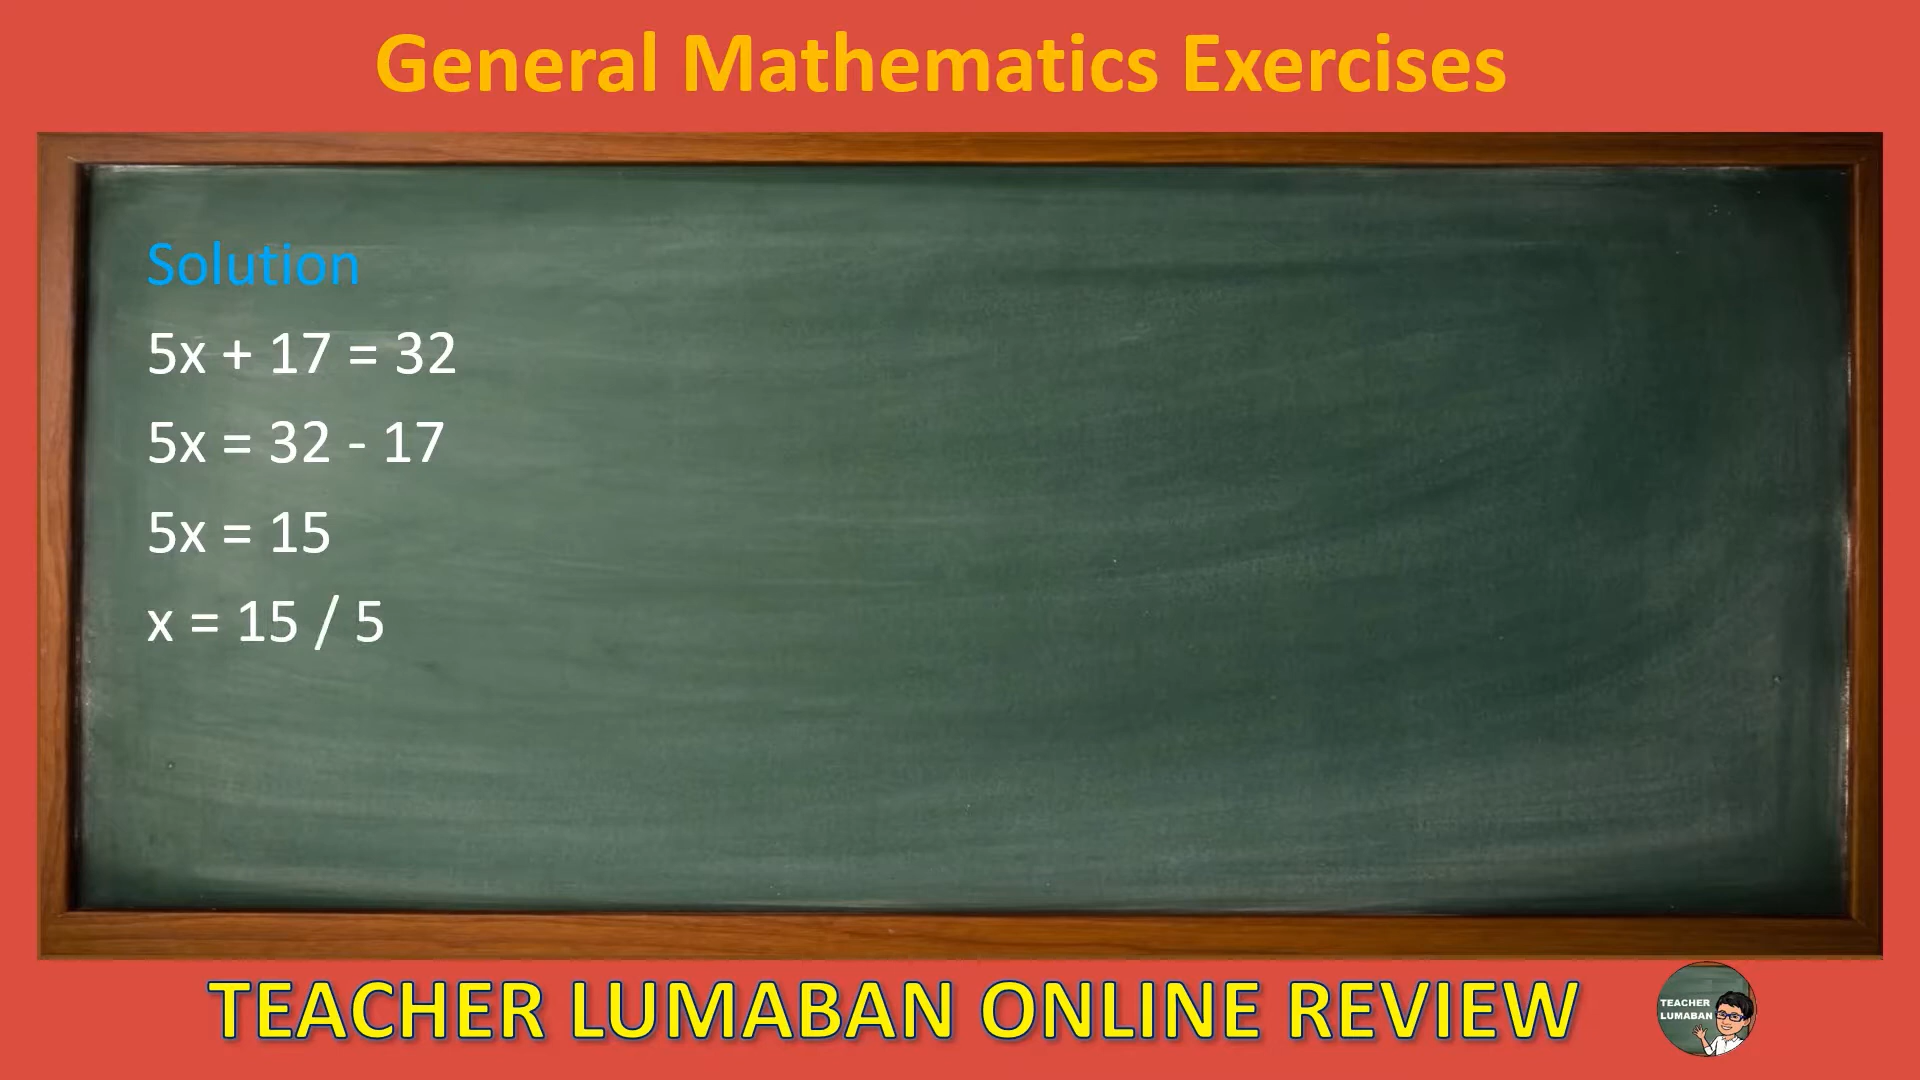 General Mathematics Exercises
Solution
5x + 17 = 32
5x = 32 - 17
5x = 15
x = 15 / 5
TEACHER LUMABAN ONLINE REVIEW
TEACHER
LUMABAN